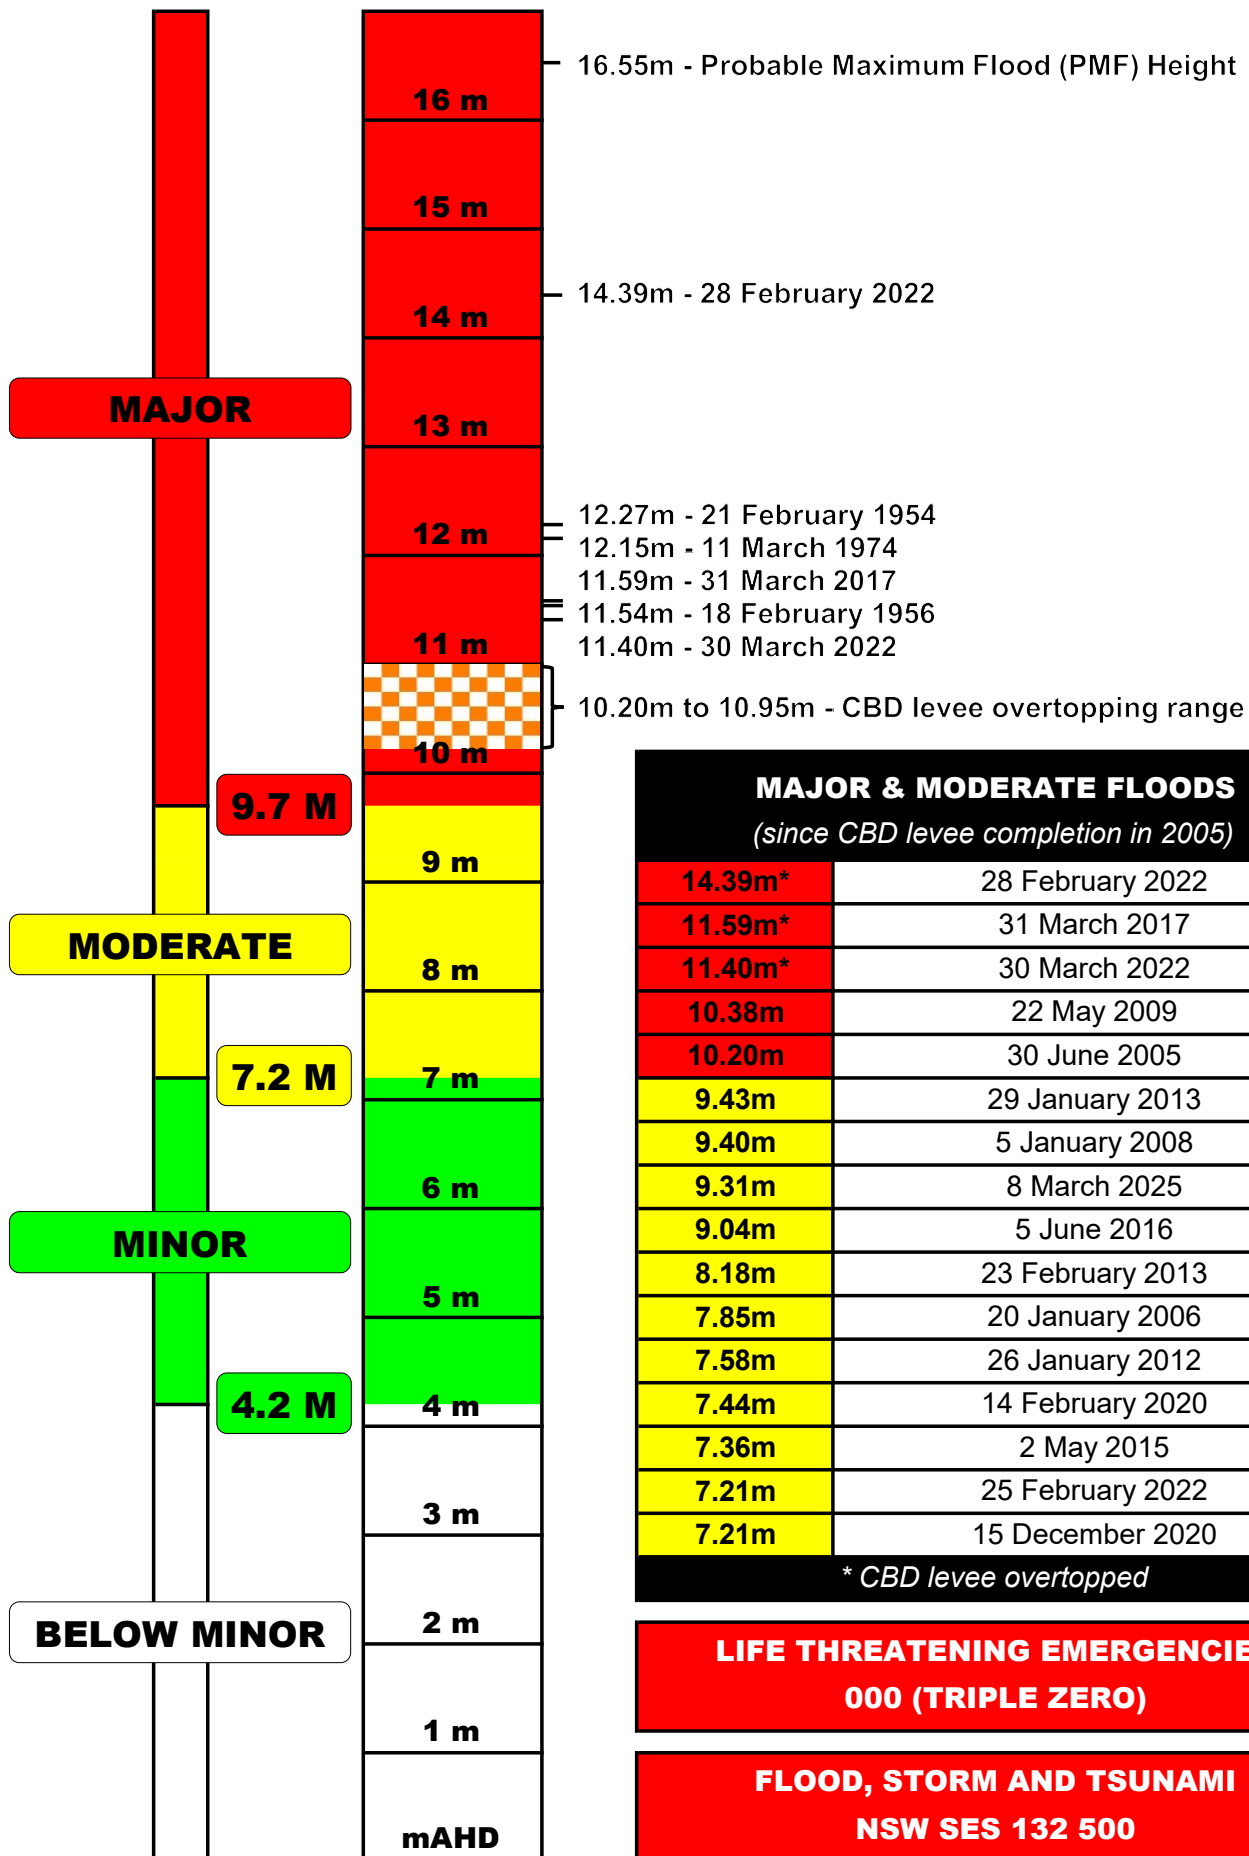 16.55m - Probable Maximum Flood (PMF) Height
16 m
15 m
14.39m - 28 February 2022
14 m
MAJOR
13 m
12.27m - 21 February 1954
12 m
12.15m - 11 March 1974
11.59m - 31 March 2017
11.54m - 18 February 1956
11 m
11.40m - 30 March 2022
10.20m to 10.95m - CBD levee overtopping range
10 m
9.7 M
9 m
MODERATE
8 m
7.2 M
7 m
6 m
MINOR
5 m
4.2 M
4 m
3 m
BELOW MINOR
2 m
1 m
mAHD
MAJOR & MODERATE FLOODS
(since CBD levee completion in 2005)
14.39m* 28 February 2022
11.59m* 31 March 2017
11.40m* 30 March 2022
10.38m 22 May 2009
10.20m 30 June 2005
9.43m 29 January 2013
9.40m 5 January 2008
9.31m 8 March 2025
9.04m 5 June 2016
8.18m 23 February 2013
7.85m 20 January 2006
7.58m 26 January 2012
7.44m 14 February 2020
7.36m 2 May 2015
7.21m 25 February 2022
7.21m 15 December 2020
* CBD levee overtopped
LIFE THREATENING EMERGENCIE
000 (TRIPLE ZERO)
FLOOD, STORM AND TSUNAMI
NSW SES 132 500